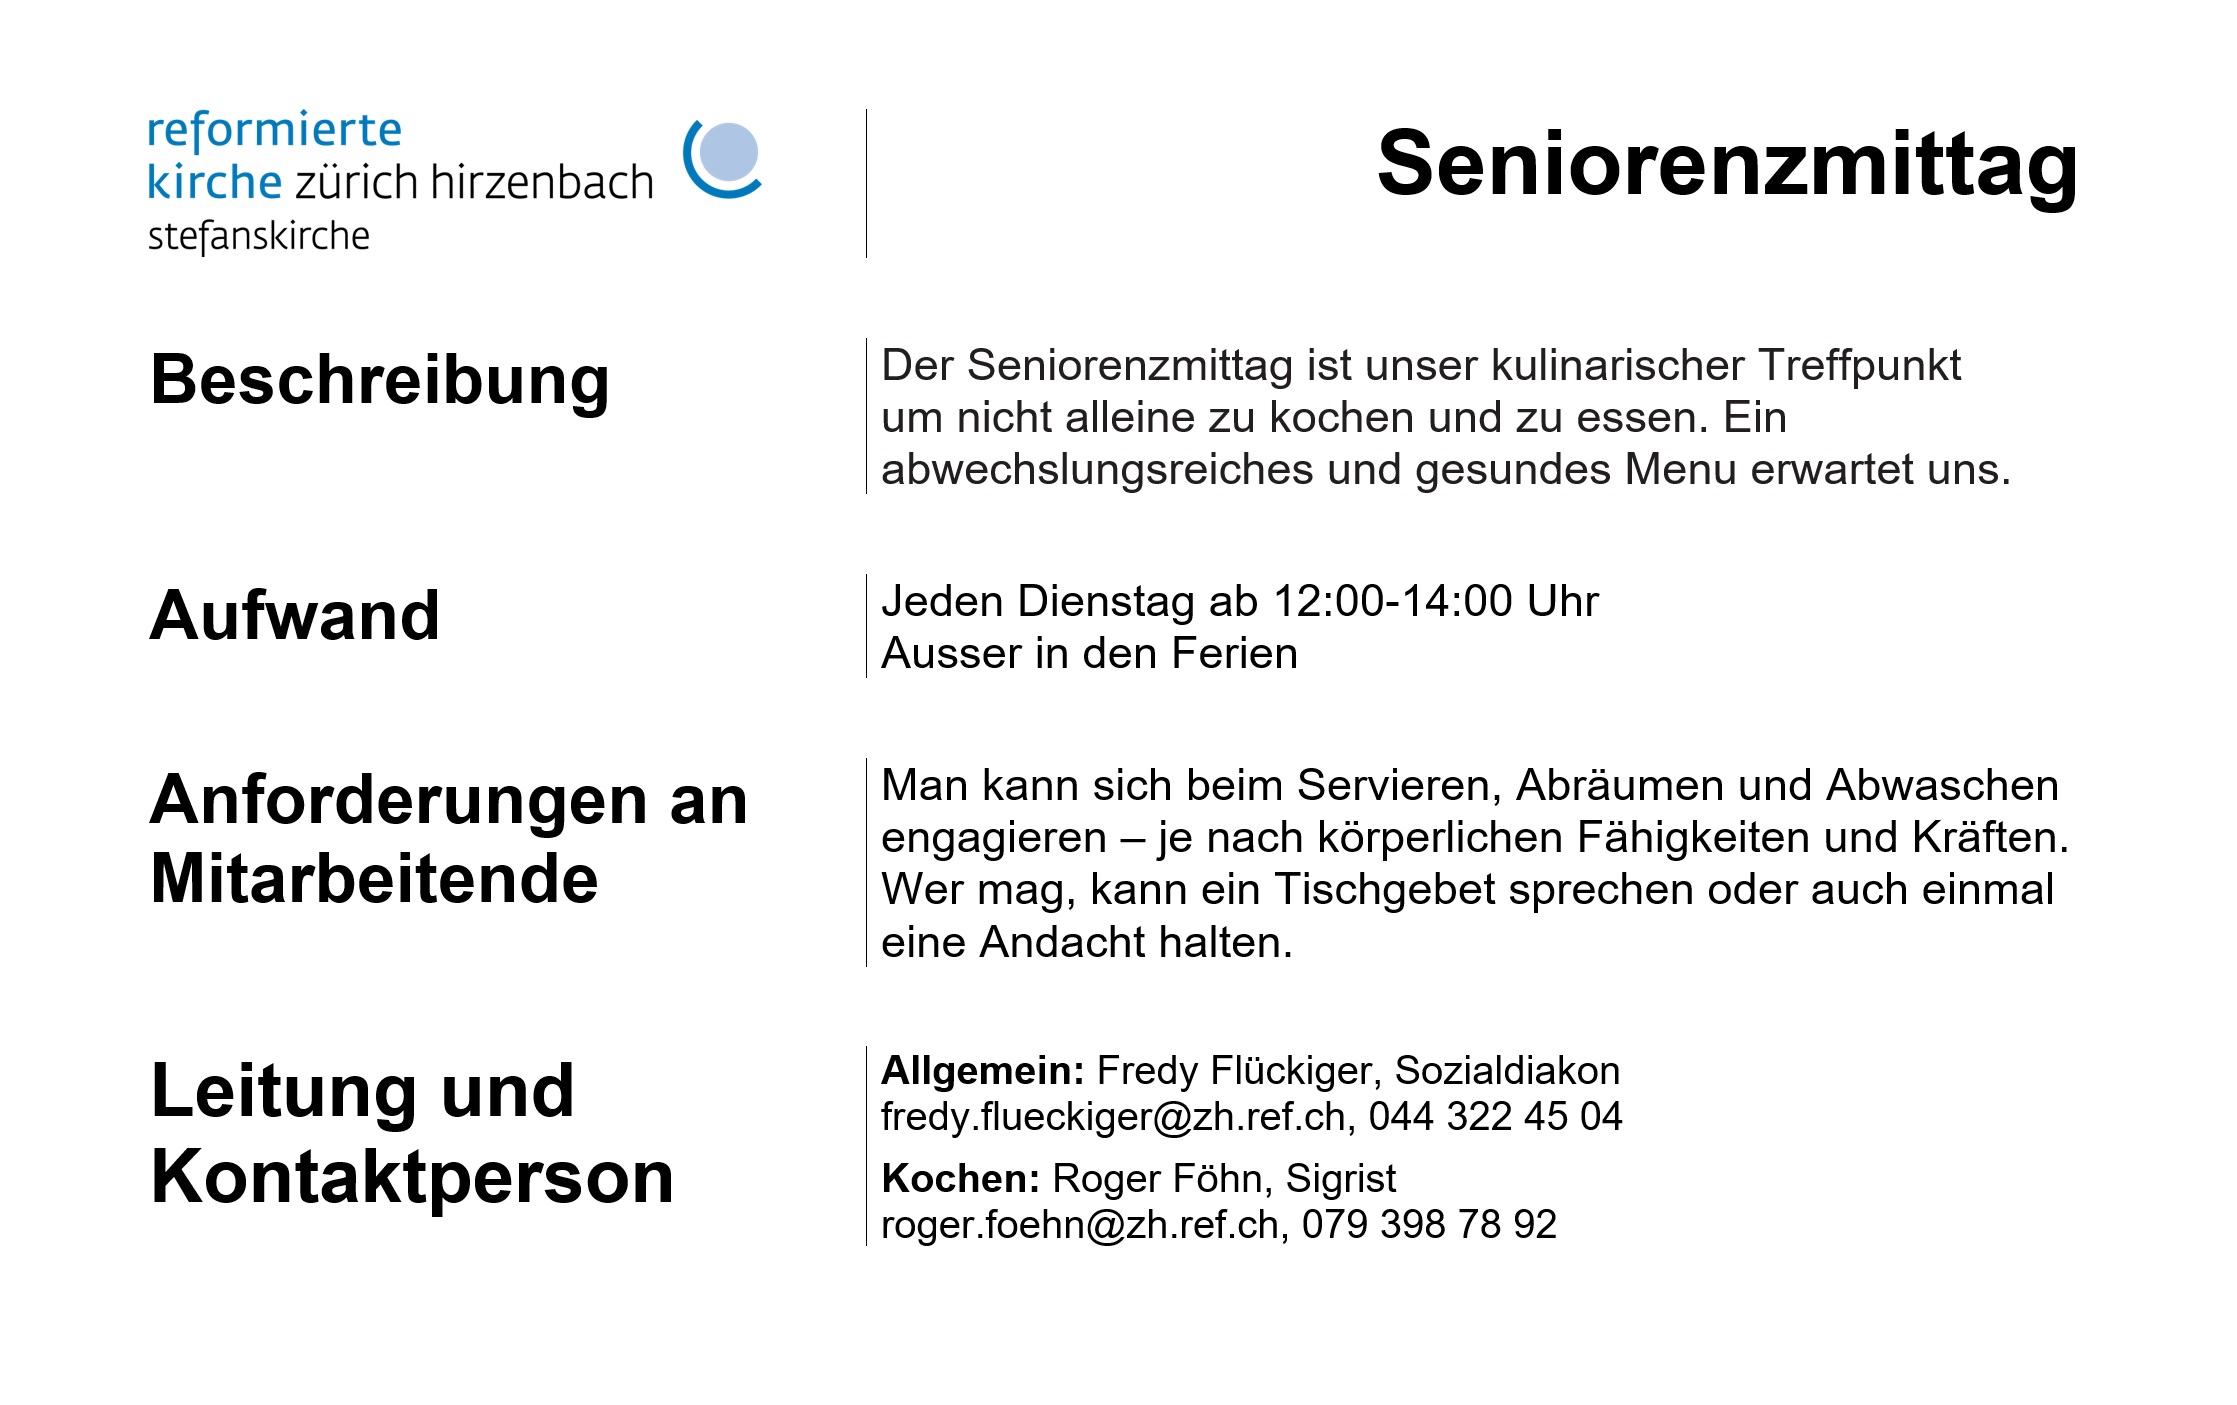 reformierte
kirche zürich hirzenbach
stefanskirche
Seniorenzmittag
Beschreibung
Der Seniorenzmittag ist unser kulinarischer Treffpunkt
um nicht alleine zu kochen und zu essen. Ein
abwechslungsreiches und gesundes Menu erwartet uns.
Aufwand
Jeden Dienstag ab 12:00-14:00 Uhr
Ausser in den Ferien
Anforderungen an
Mitarbeitende
Man kann sich beim Servieren, Abräumen und Abwaschen
engagieren – je nach körperlichen Fähigkeiten und Kräften.
Wer mag, kann ein Tischgebet sprechen oder auch einmal
eine Andacht halten.
Leitung und
Kontaktperson
Allgemein: Fredy Flückiger, Sozialdiakon
fredy.flueckiger@zh.ref.ch, 044 322 45 04
Kochen: Roger Föhn, Sigrist
roger.foehn@zh.ref.ch, 079 398 78 92